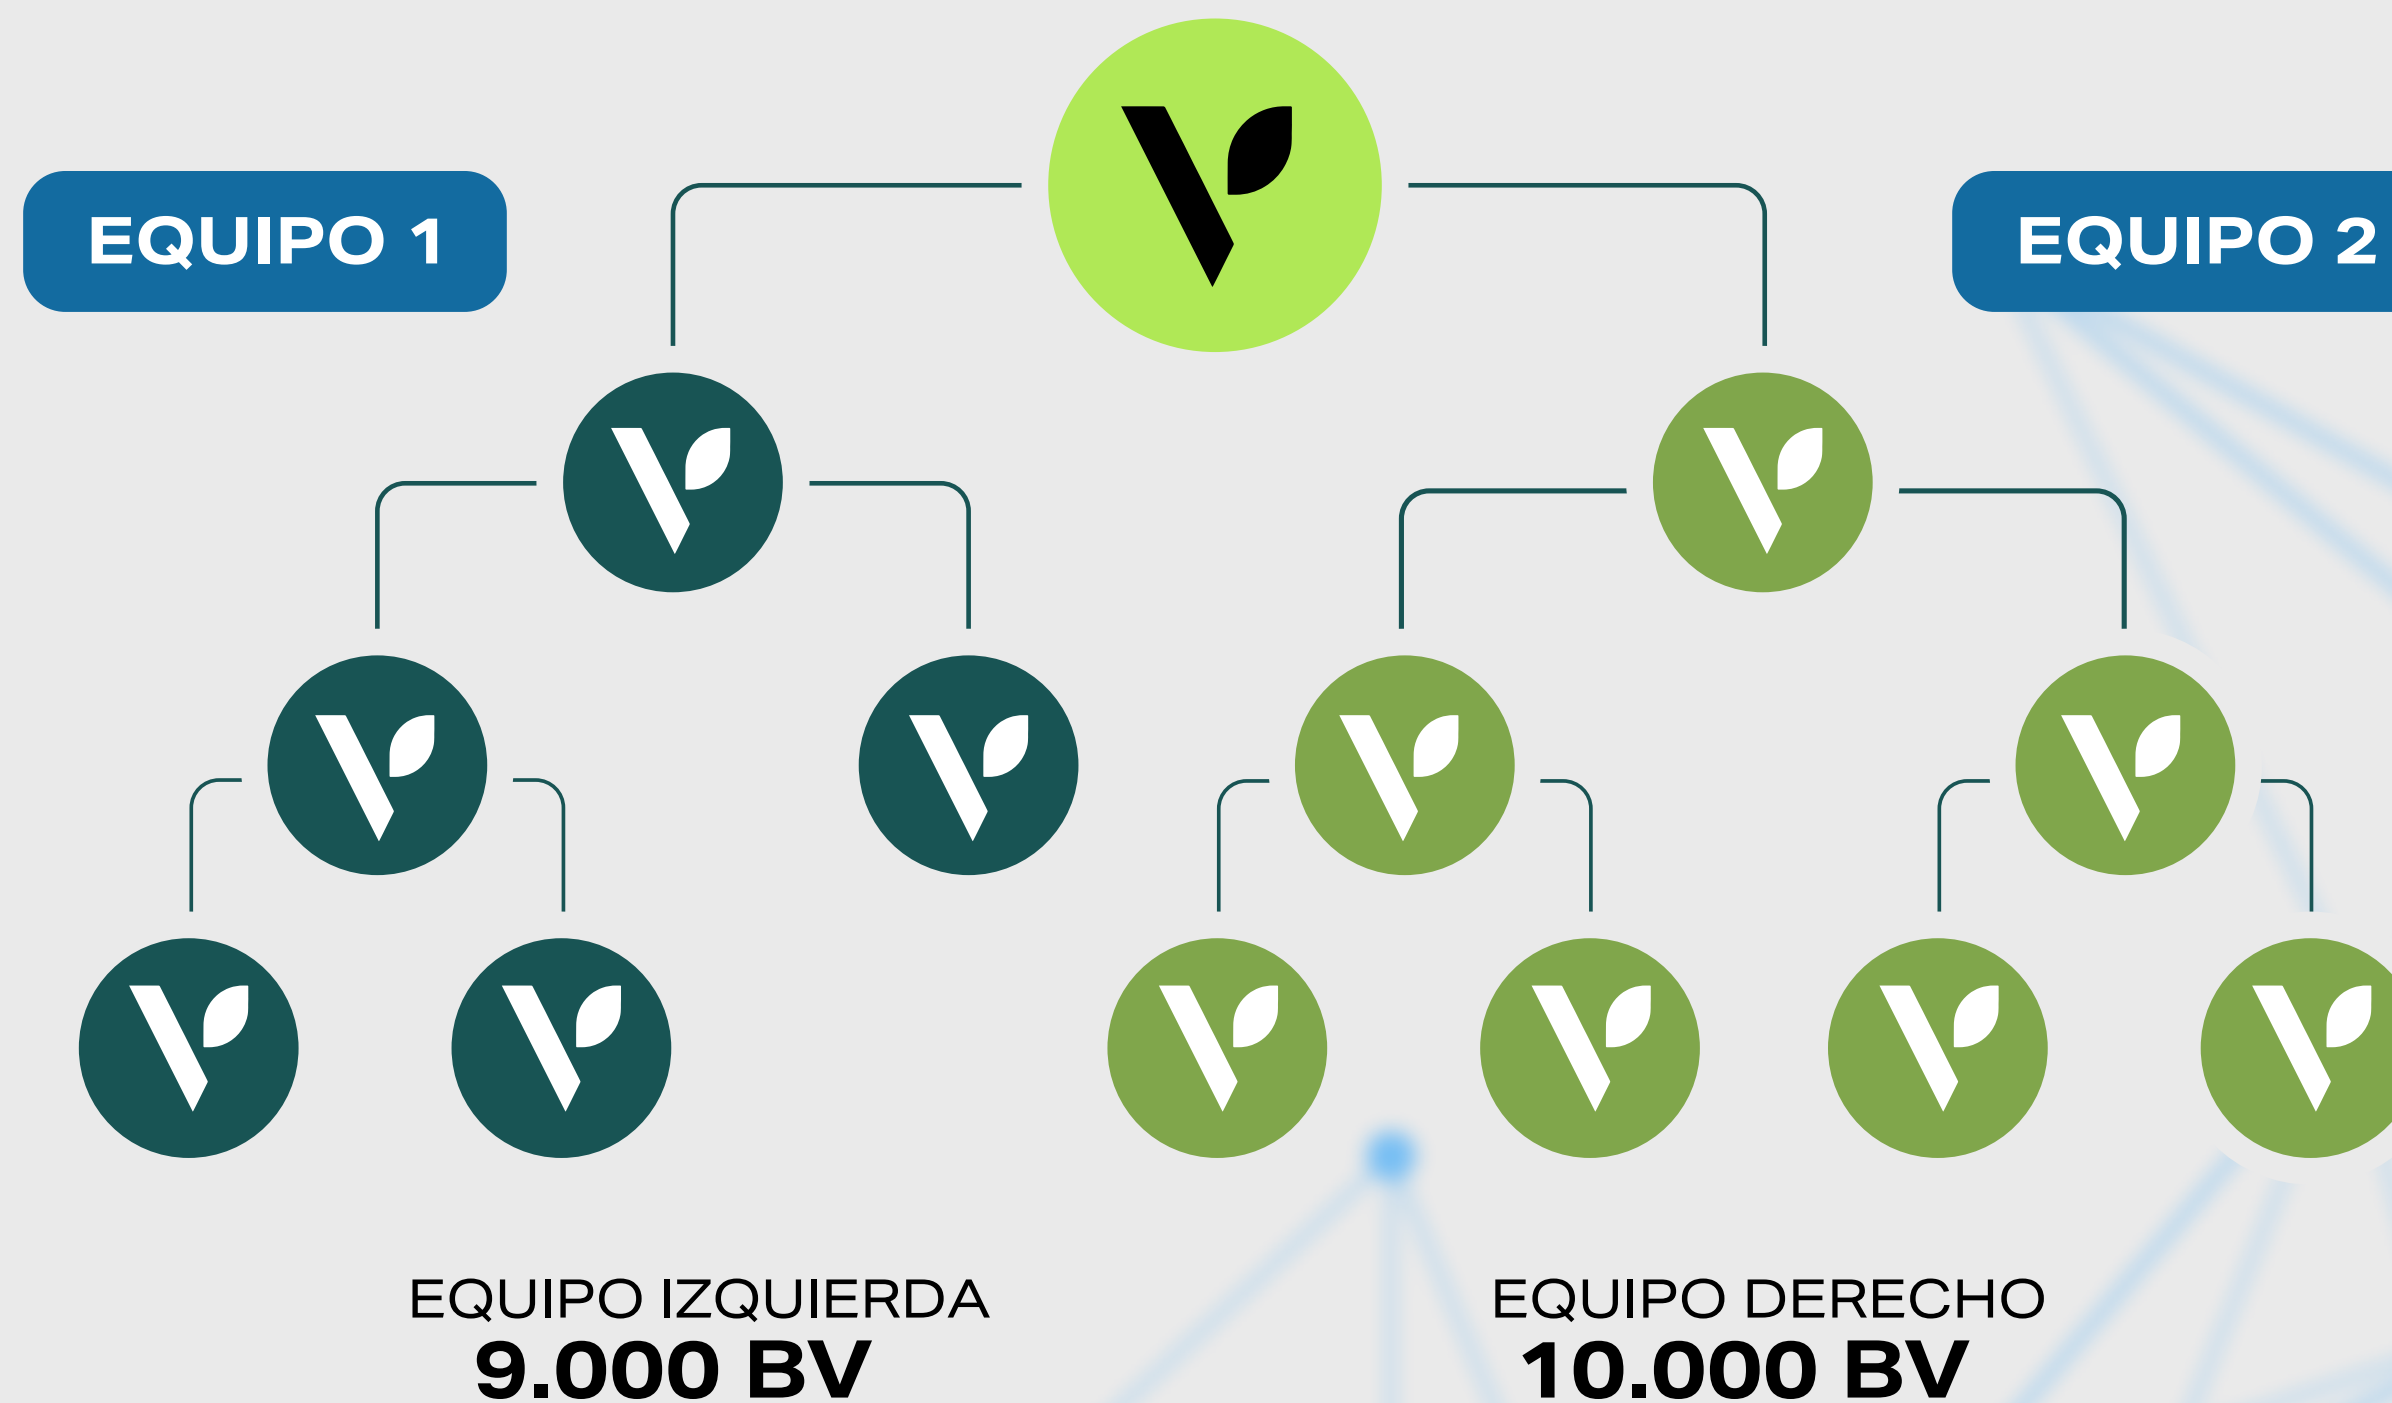 EQUIPO 1
EQUIPO 2
EQUIPO IZQUIERDA
9.000 BV
EQUIPO DERECHO
10.000 BV